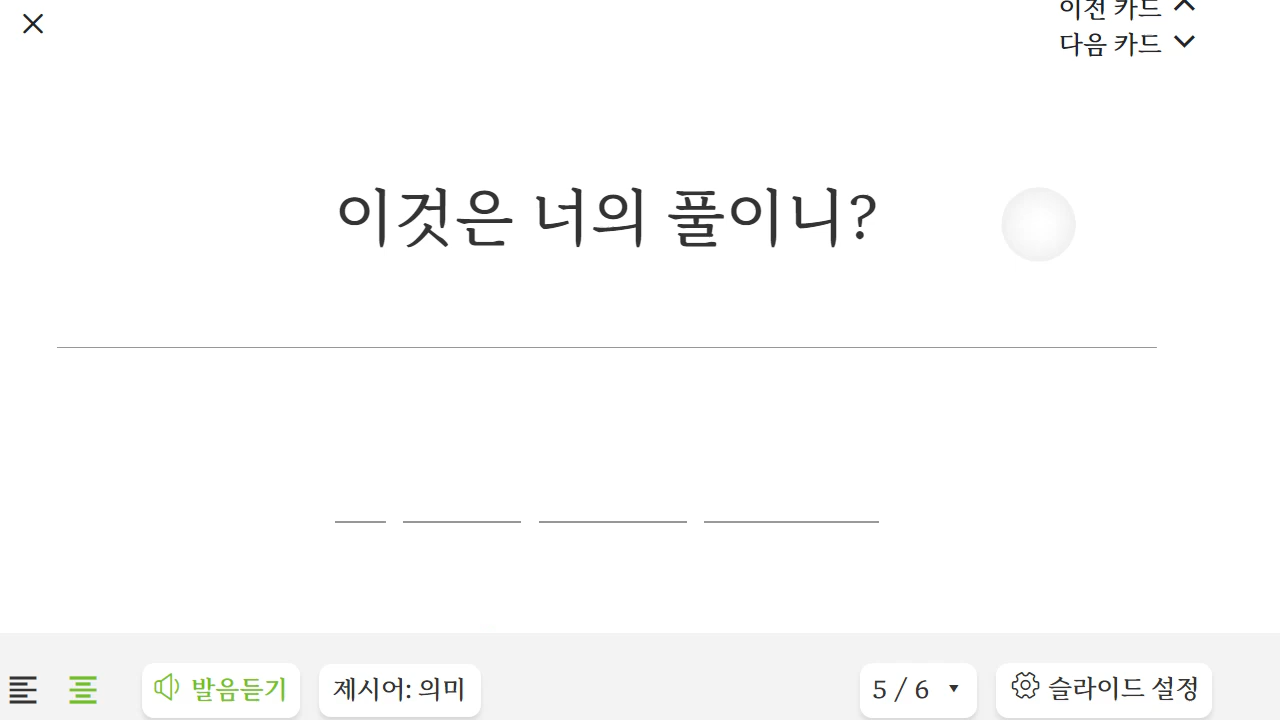 이전 카드
다음 카드
이것은 너의 풀이니?
발음듣기
제시어: 의미
5 / 6
슬라이드 설정